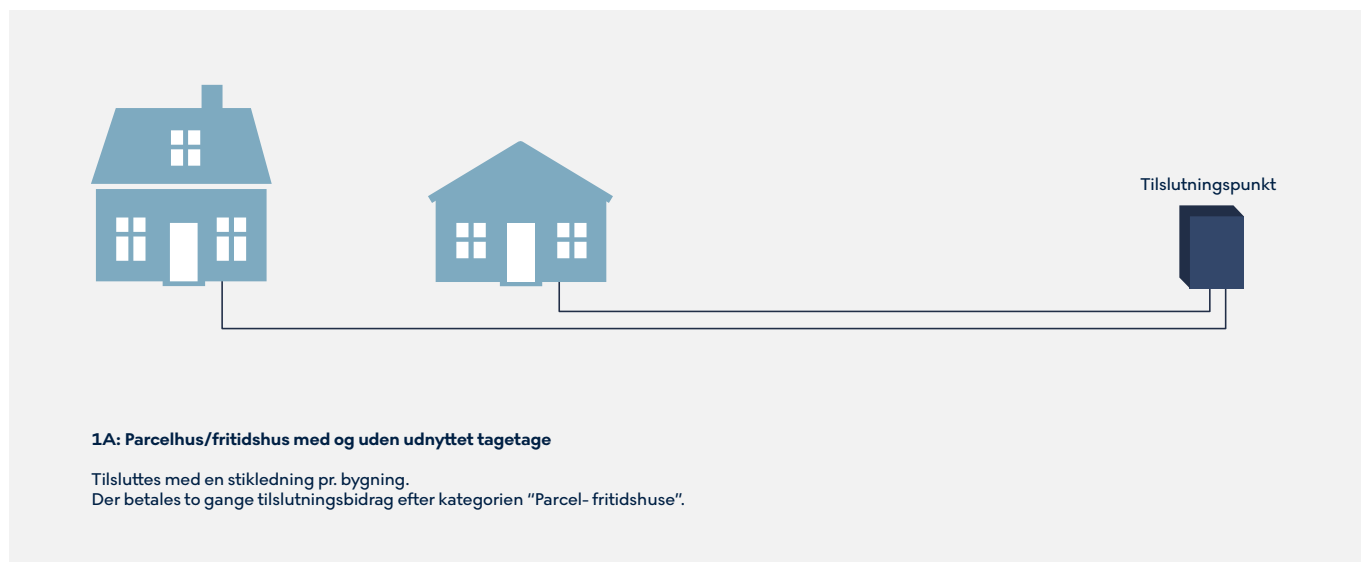 Tilslutningspunkt
1A: Parcelhus/fritidshus med og uden udnyttet tagetage
Tilsluttes med en stikledning pr. bygning.
Der betales to gange tilslutningsbidrag efter kategorien “Parcel- fritidshuse”.